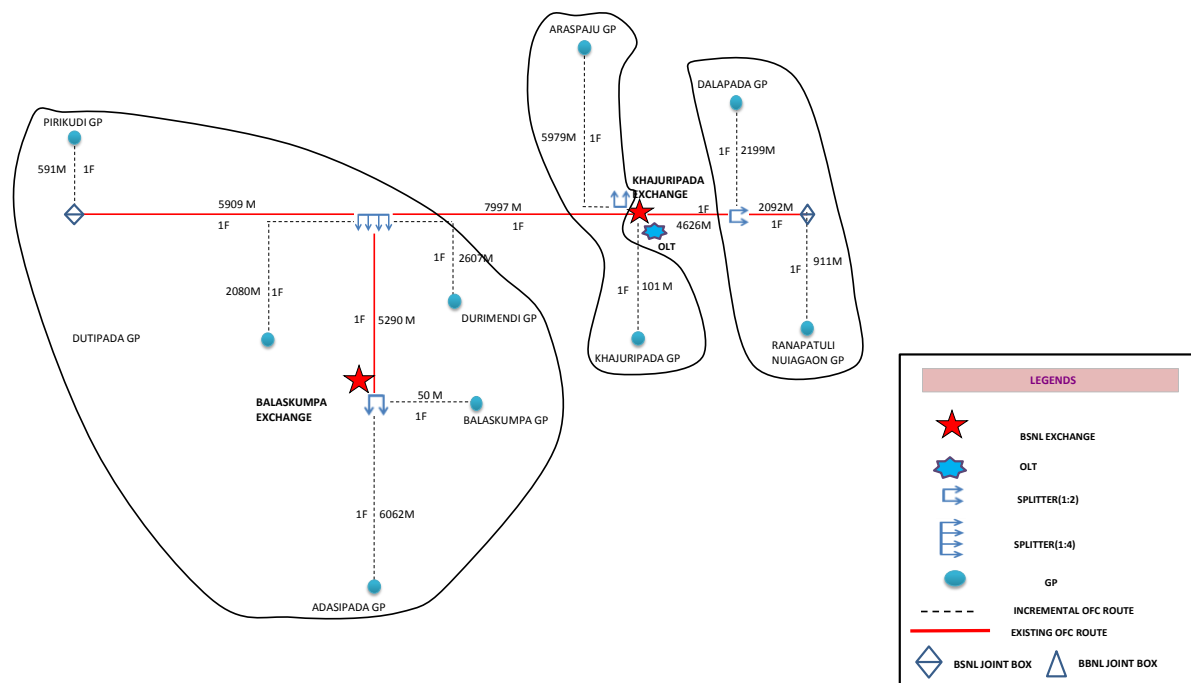 ARASPAJU GP
DALAPADA GP
PIRIKUDI GP
5979M
1F
1F
2199M
591M
1F
KHAJURIPADA
EXCHANGE
5909 M
1F
7997 M
1F
1F
4626M
2092M
1F
OLT
1F
2607M
1F
911M
2080M
1F
1F
101 M
1F
5290 M
DURIMENDI GP
DUTIPADA GP
KHAJURIPADA GP
RANAPATULI
NUIAGAON GP
BALASKUMPA
EXCHANGE
50 M
1F
BALASKUMPA GP
1F
6062M
ADASIPADA GP
LEGENDS
BSNL EXCHANGE
OLT
SPLITTER(1:2)
SPLITTER(1:4)
GP
INCREMENTAL OFC ROUTE
EXISTING OFC ROUTE
BSNL JOINT BOX
BBNL JOINT BOX